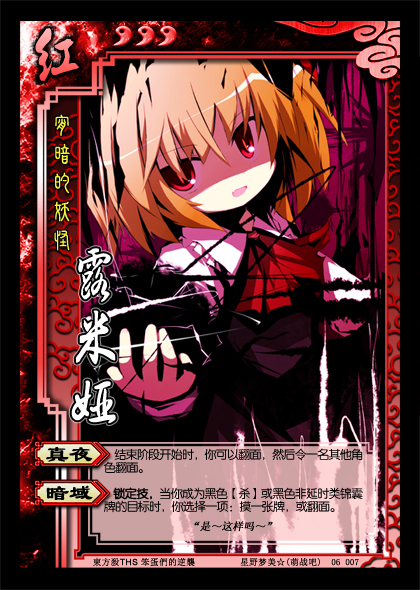 红
宵暗的妖怪
露米娅
真夜
结束阶段开始时，你可以翻面，然后令一名其他角
色翻面。
暗域
锁定技，当你成为黑色【杀】或黑色非延时类锦囊
牌的目标时，你选择一项：摸一张牌，或翻面。
“是～这样吗～”
東方殺THS 笨蛋們的逆襲
星野梦美☆(萌战吧) 06 007